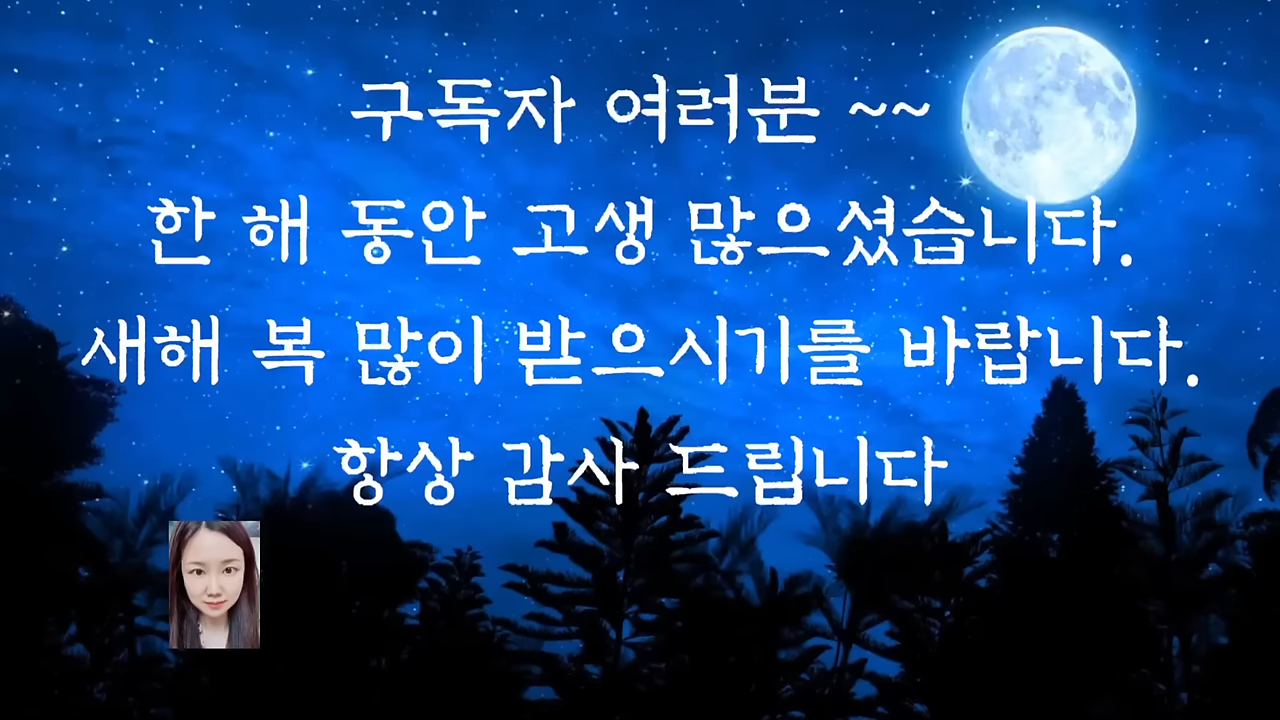 구독자 여러분 ~~
한 해 동안 고생 많으셨습니다.
새해 복 많이 받으시기를 바랍니다.
항상 감사 드립니다